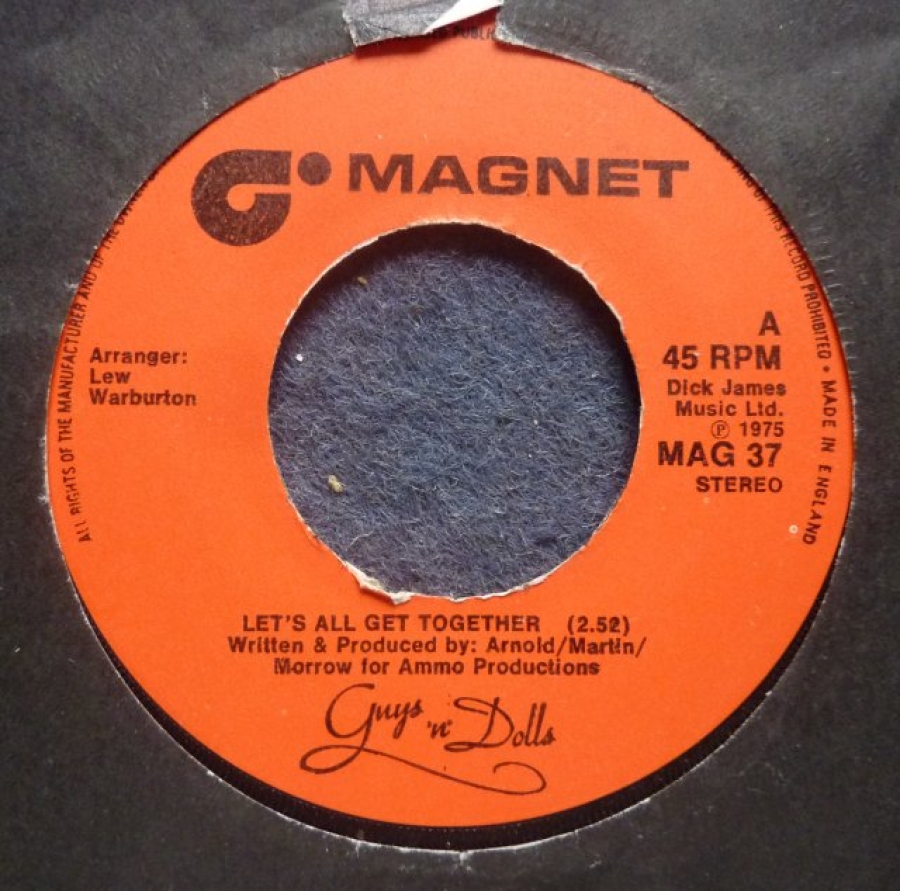 MAGNET
Arranger:
Lew
Warburton
A
45 RPM
Dick James
Music Ltd.
℗ 1975
MAG 37
STEREO
LET'S ALL GET TOGETHER (2.52)
Written & Produced by: Arnold/Martin/
Morrow for Ammo Productions
Guys 'n' Dolls
ALL RIGHTS OF THE MANUFACTURER AND OF THE
OF THIS RECORD PROHIBITED • MADE IN ENGLAND